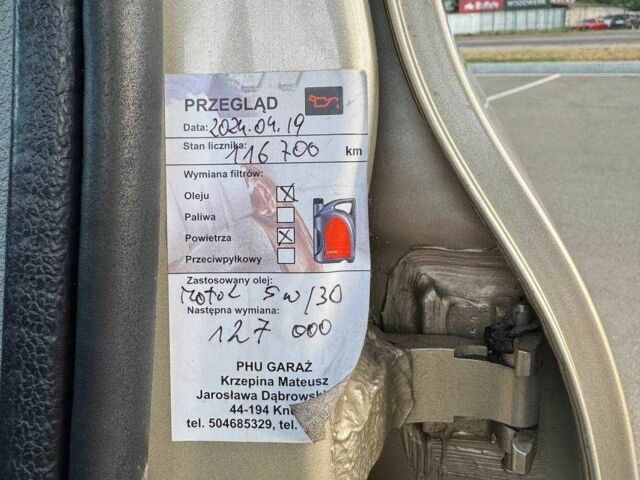 PRZEGLĄD
Data: 2024.04.19
Stan licznika:
116 700 km
Wymiana filtrów:
Oleju
Paliwa
Powietrza
Przeciwpyłkowy
Zastosowany olej:
Motol 5w/30
Następna wymiana:
127 000
PHU GARAŻ
Krzepina Mateusz
Jarosława Dąbrowsk
44-194 Knu
tel. 504685329, tel.